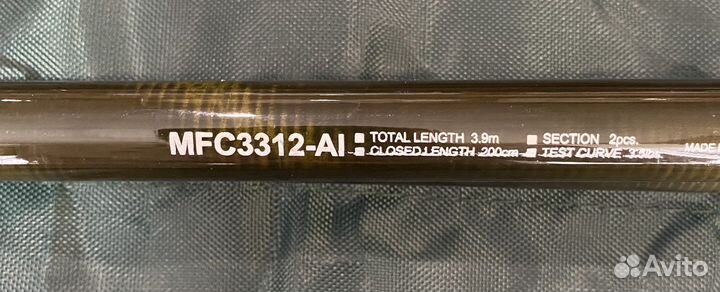 MFC3312-AI ■ TOTAL LENGTH 3.9m ■ SECTION 2pcs.
■ CLOSED LENGTH 200cm ■ TEST CURVE
MADE
Avito